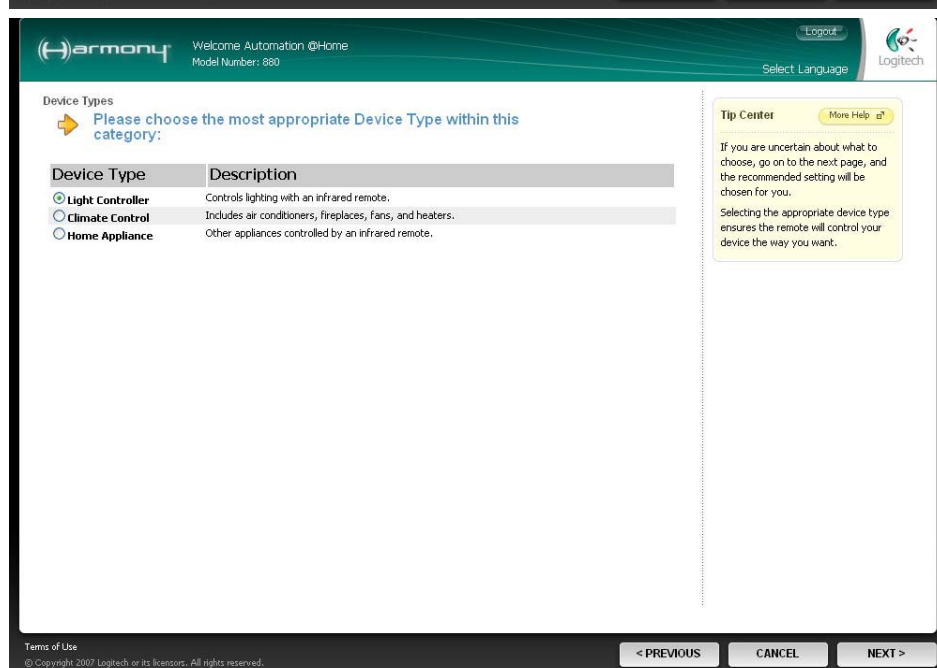 Harmony
Welcome Automation @Home
Model Number: 880
Logout
Select Language
Logitech
Device Types
Please choose the most appropriate Device Type within this
category:
Device Type Description
Light Controller Controls lighting with an infrared remote.
Climate Control Includes air conditioners, fireplaces, fans, and heaters.
Home Appliance Other appliances controlled by an infrared remote.
Tip Center More Help
If you are uncertain about what to
choose, go on to the next page, and
the recommended setting will be
chosen for you.
Selecting the appropriate device type
ensures the remote will control your
device the way you want.
Terms of Use
© Copyright 2007 Logitech or its licensors. All rights reserved.
< PREVIOUS CANCEL NEXT >